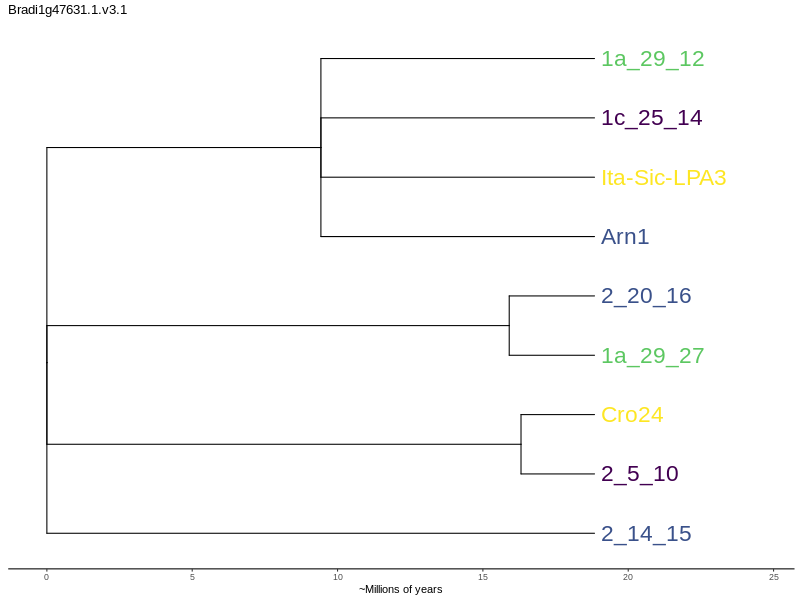 Bradi1g47631.1.v3.1
1a_29_12
1c_25_14
Ita-Sic-LPA3
Arn1
2_20_16
1a_29_27
Cro24
2_5_10
2_14_15
0 5 10 15 20 25
~Millions of years